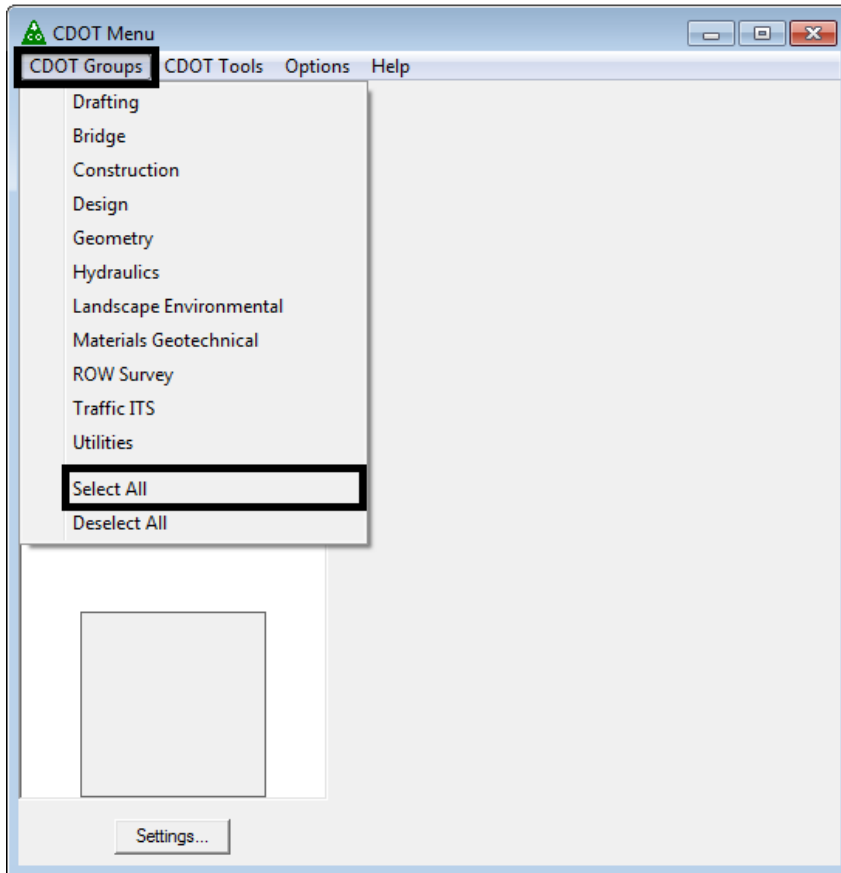 CDOT Menu
CDOT Groups CDOT Tools Options Help
Drafting
Bridge
Construction
Design
Geometry
Hydraulics
Landscape Environmental
Materials Geotechnical
ROW Survey
Traffic ITS
Utilities
Select All
Deselect All
Settings...